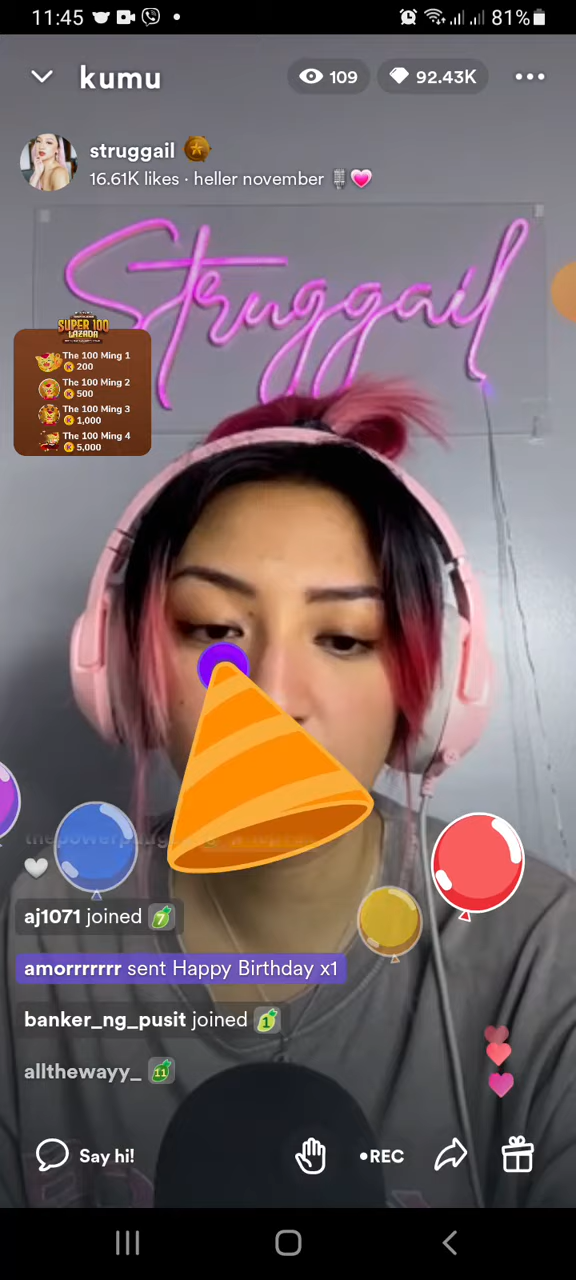 11:45
81%
kumu
109
92.43K
struggail
16.61K likes · heller november 🎙️💗
Struggail
SUPER 100
LAZADA
The 100 Ming 1
200
The 100 Ming 2
500
The 100 Ming 3
1,000
The 100 Ming 4
5,000
🤍
aj1071 joined 7
amorrrrrrr sent Happy Birthday x1
banker_ng_pusit joined 1
allthewayy_ 11
Say hi!
•REC